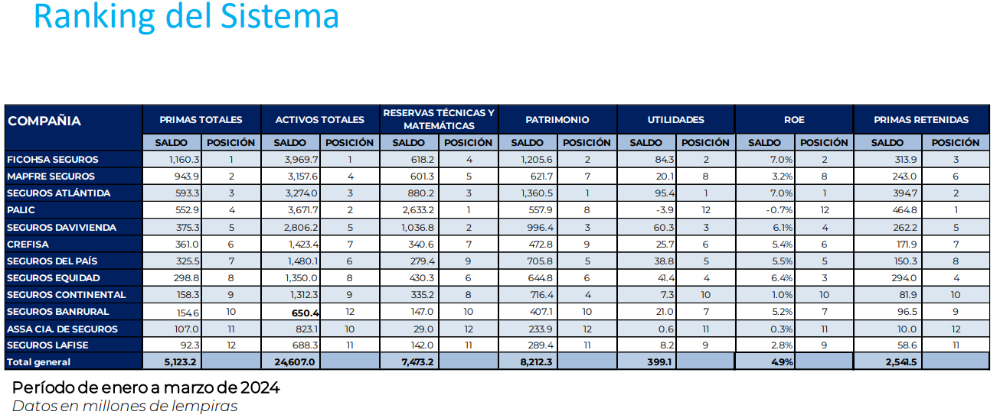 Ranking del Sistema
COMPAÑIA PRIMAS TOTALES ACTIVOS TOTALES RESERVAS TÉCNICAS Y MATEMÁTICAS PATRIMONIO UTILIDADES ROE PRIMAS RETENIDAS
SALDO POSICIÓN SALDO POSICIÓN SALDO POSICIÓN SALDO POSICIÓN SALDO POSICIÓN SALDO POSICIÓN SALDO POSICIÓN
FICOHSA SEGUROS 1,160.3 1 3,969.7 1 618.2 4 1,205.6 2 84.3 2 7.0% 2 313.9 3
MAPFRE SEGUROS 943.9 2 3,157.6 4 601.3 5 621.7 7 20.1 8 3.2% 8 243.0 6
SEGUROS ATLÁNTIDA 593.3 3 3,274.0 3 880.2 3 1,360.5 1 95.4 1 7.0% 1 394.7 2
PALIC 552.9 4 3,671.7 2 2,633.2 1 557.9 8 -3.9 12 -0.7% 12 464.8 1
SEGUROS DAVIVIENDA 375.3 5 2,806.2 5 1,036.8 2 996.4 3 60.3 3 6.1% 4 262.2 5
CREFISA 361.0 6 1,423.4 7 340.6 7 472.8 9 25.7 6 5.4% 6 171.9 7
SEGUROS DEL PAÍS 325.5 7 1,480.1 6 279.4 9 705.8 5 38.8 5 5.5% 5 150.3 8
SEGUROS EQUIDAD 298.8 8 1,350.0 8 430.3 6 644.8 6 41.4 4 6.4% 3 294.0 4
SEGUROS CONTINENTAL 158.3 9 1,312.3 9 335.2 8 716.4 4 7.3 10 1.0% 10 81.9 10
SEGUROS BANRURAL 154.6 10 650.4 12 147.0 10 407.1 10 21.0 7 5.2% 7 96.5 9
ASSA CIA. DE SEGUROS 107.0 11 823.1 10 29.0 12 233.9 12 0.6 11 0.3% 11 10.0 12
SEGUROS LAFISE 92.3 12 688.3 11 142.0 11 289.4 11 8.2 9 2.8% 9 58.6 11
Total general 5,123.2 24,607.0 7,473.2 8,212.3 399.1 4.9% 2,541.5
Período de enero a marzo de 2024
Datos en millones de lempiras